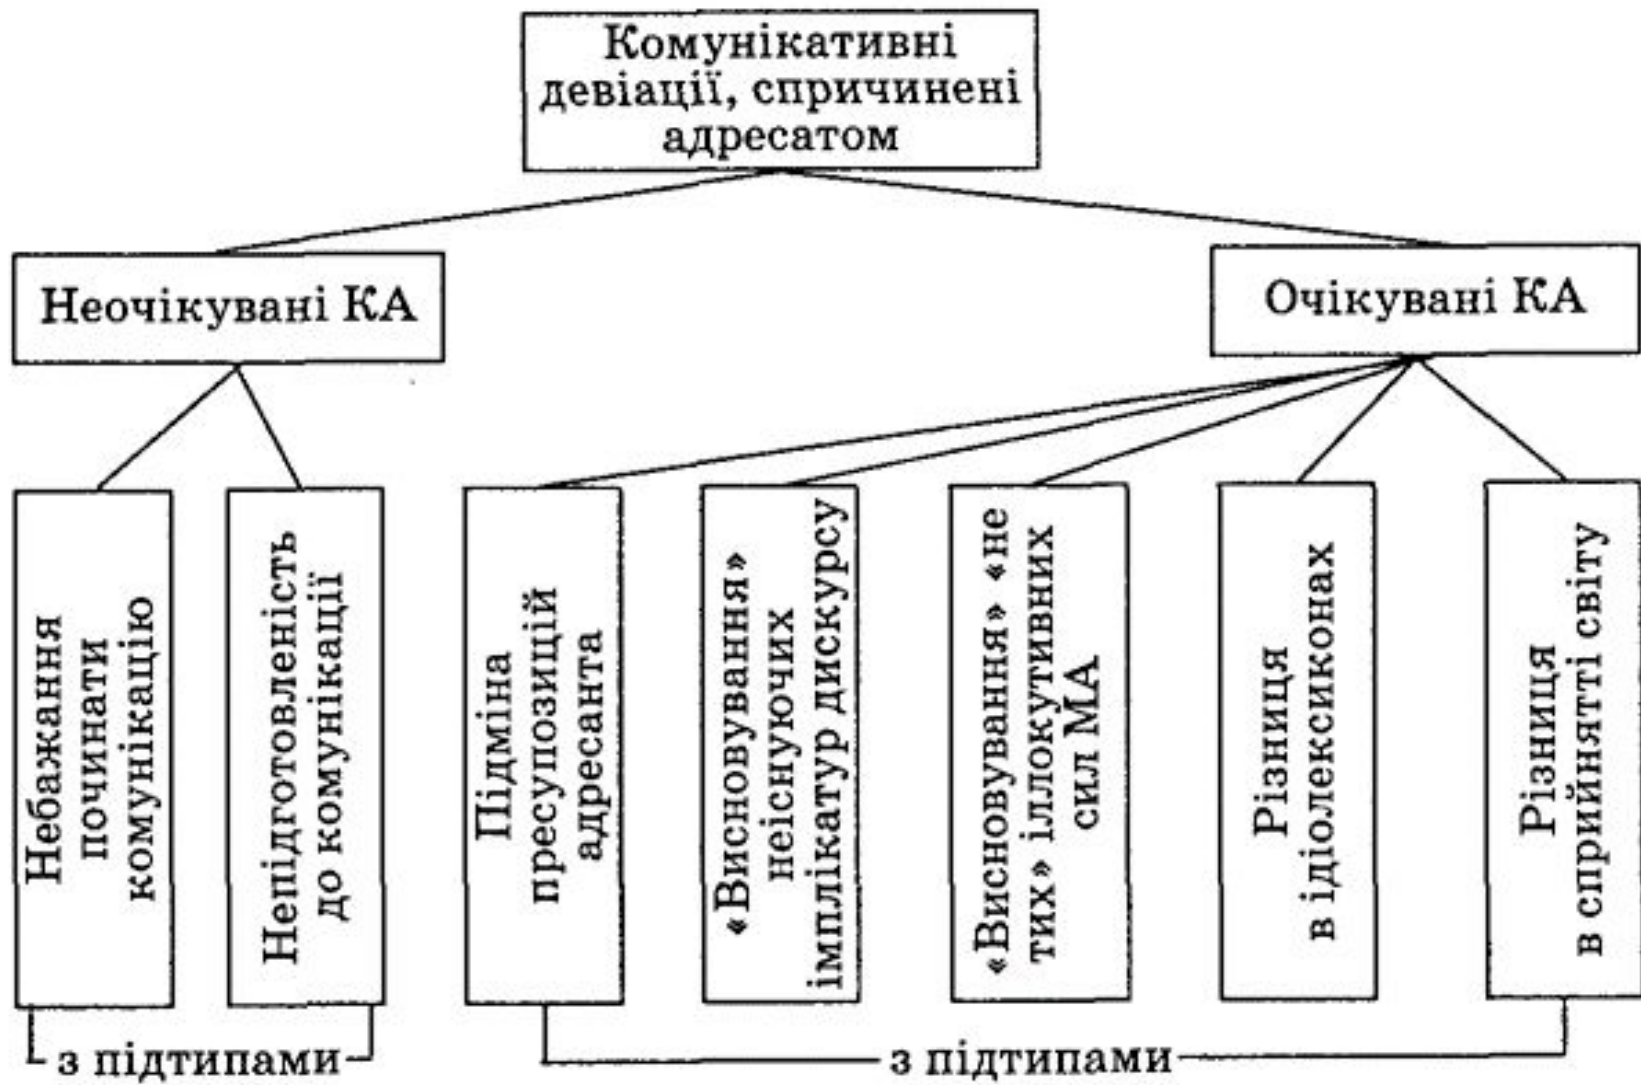 Комунікативні
девіації, спричинені
адресатом
Неочікувані КА
Очікувані КА
Небажання
починати
комунікацію
Непідготовленість
до комунікації
Підміна
пресупозицій
адресанта
«Висновування»
неіснуючих
імплікатур дискурсу
«Висновування» «не
тих» іллокутивних
сил МА
Різниця
в ідіолексиконах
Різниця
в сприйнятті світу
з підтипами
з підтипами